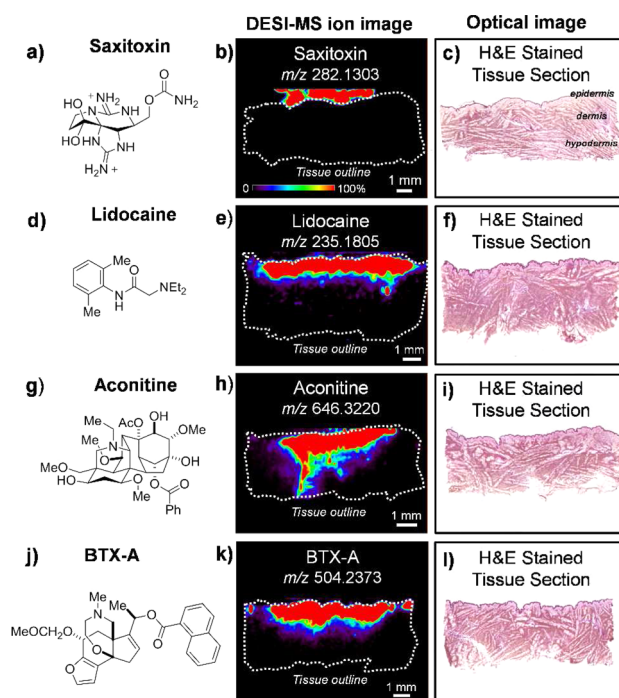 DESI-MS ion image
Optical image
a) Saxitoxin
NH2
+
O
O NH2
N NH
HO
HO
N NH
HN NH
H2N +
b) Saxitoxin
m/z 282.1303
Tissue outline
0 100%
1 mm
c) H&E Stained
Tissue Section
epidermis
dermis
hypodermis
d) Lidocaine
Me
O
N H
NEt2
Me
e) Lidocaine
m/z 235.1805
Tissue outline
1 mm
f) H&E Stained
Tissue Section
g) Aconitine
AcO
OH
OMe
Me
N
MeO
OH
HO
OMe
O
O
Ph
h) Aconitine
m/z 646.3220
Tissue outline
1 mm
i) H&E Stained
Tissue Section
j) BTX-A
Me
N
Me
O
O
MeOCH2O
O
O
k) BTX-A
m/z 504.2373
Tissue outline
1 mm
l) H&E Stained
Tissue Section